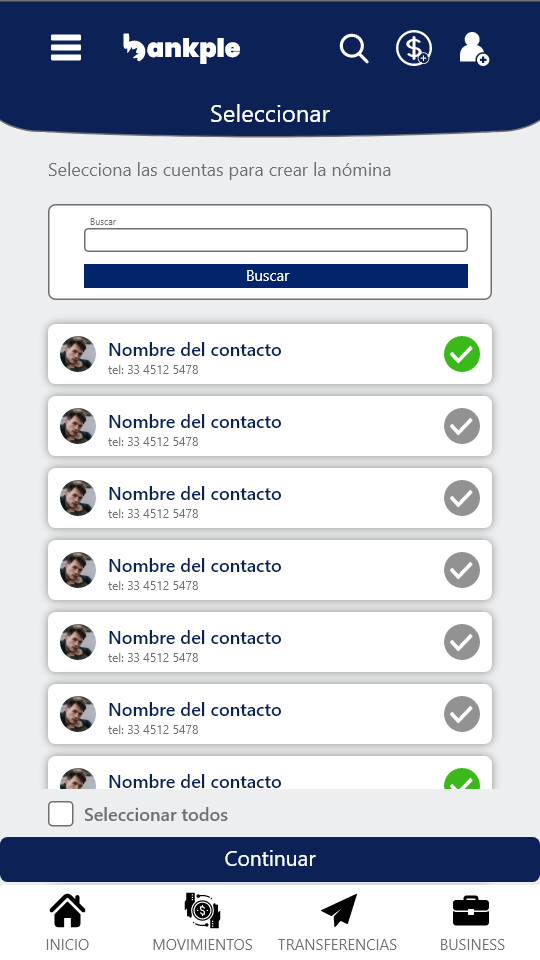 bankple
Seleccionar
Selecciona las cuentas para crear la nómina
Buscar
Buscar
Nombre del contacto
tel: 33 4512 5478
Nombre del contacto
tel: 33 4512 5478
Nombre del contacto
tel: 33 4512 5478
Nombre del contacto
tel: 33 4512 5478
Nombre del contacto
tel: 33 4512 5478
Nombre del contacto
tel: 33 4512 5478
Nombre del contacto
Seleccionar todos
Continuar
INICIO MOVIMIENTOS TRANSFERENCIAS BUSINESS